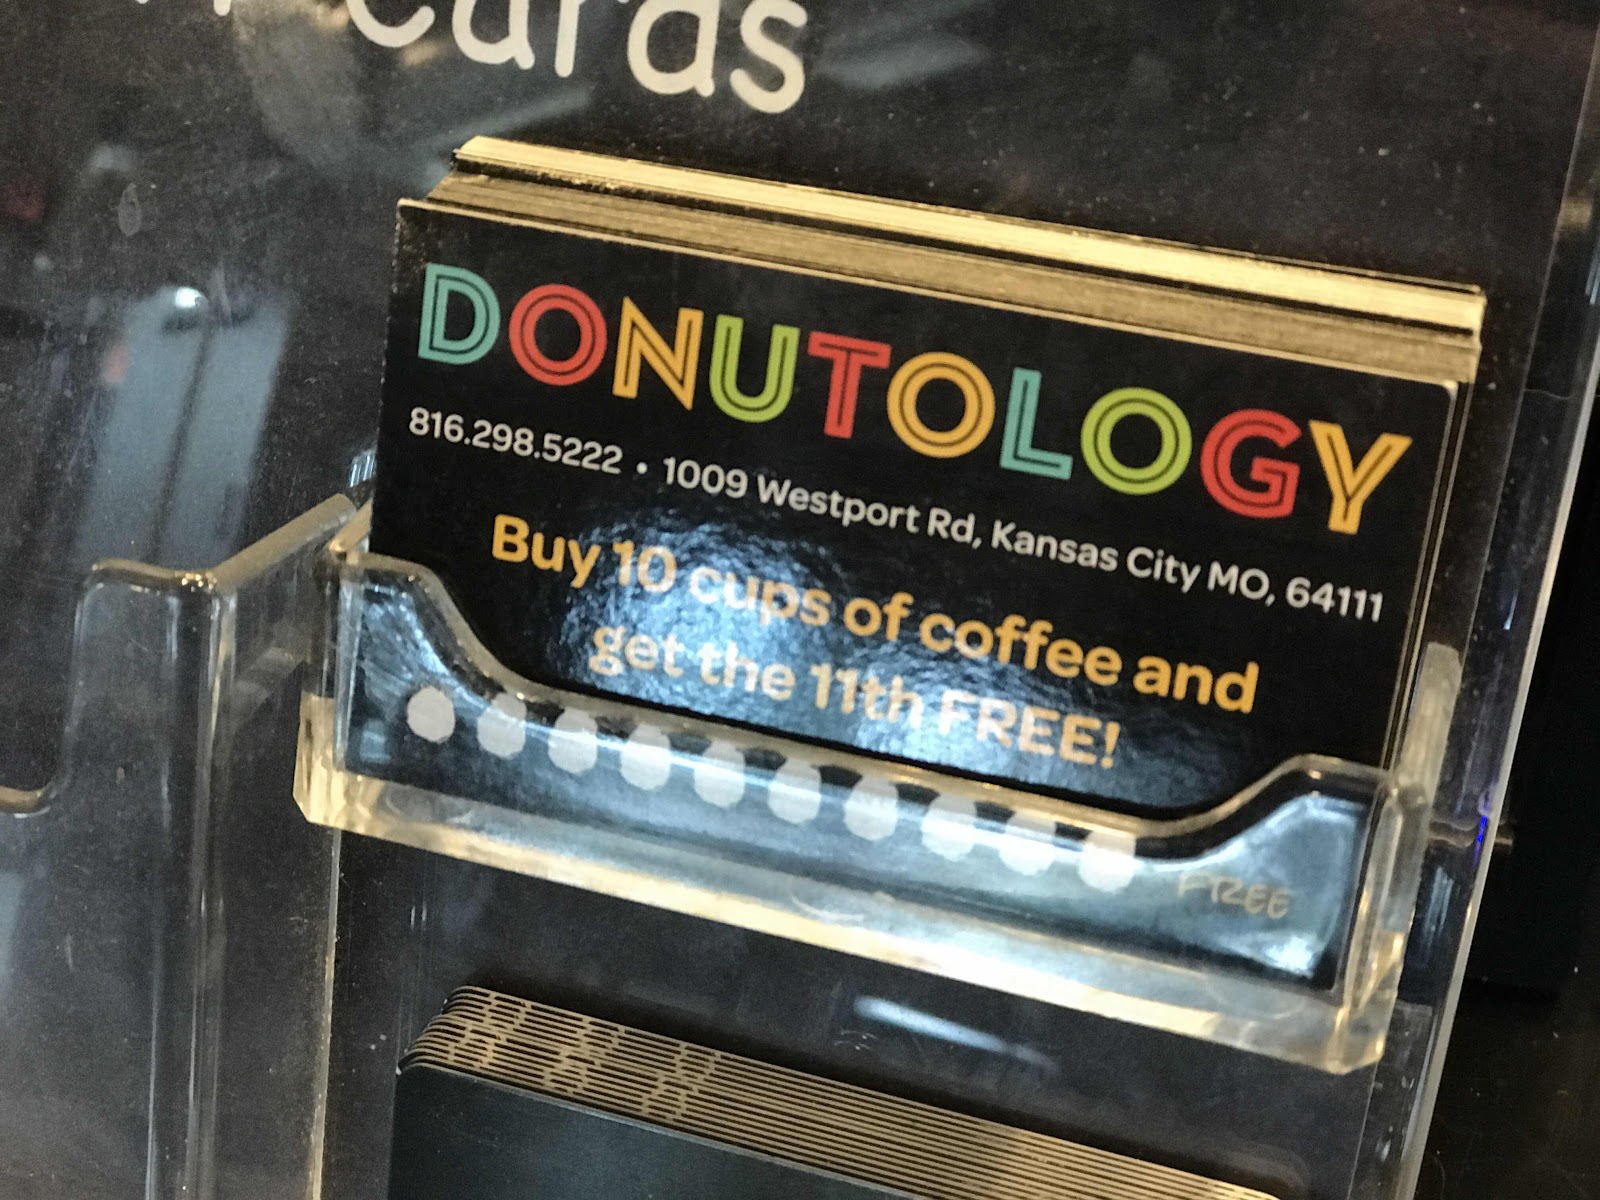 cards
DONUTOLOGY
816.298.5222 • 1009 Westport Rd, Kansas City MO, 64111
Buy 10 cups of coffee and
get the 11th FREE!
FREE